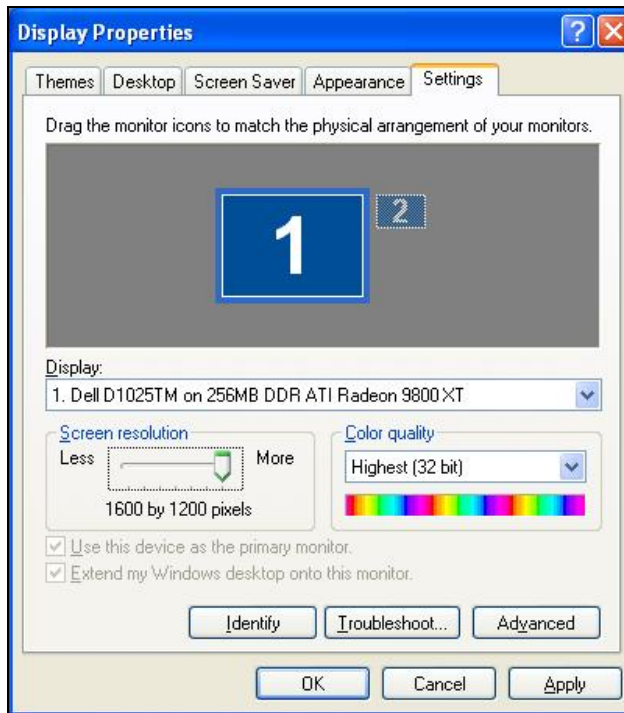 Display Properties
Themes Desktop Screen Saver Appearance Settings
Drag the monitor icons to match the physical arrangement of your monitors.
1 2
Display:
1. Dell D1025TM on 256MB DDR ATI Radeon 9800 XT
Screen resolution
Less More
1600 by 1200 pixels
Color quality
Highest (32 bit)
Use this device as the primary monitor.
Extend my Windows desktop onto this monitor.
Identify Troubleshoot... Advanced
OK Cancel Apply